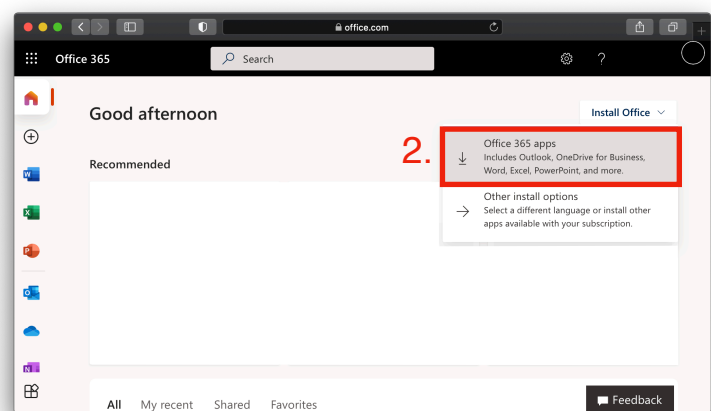 office.com
Office 365
Search
?
Good afternoon
Install Office
2.
Office 365 apps
Includes Outlook, OneDrive for Business,
Word, Excel, PowerPoint, and more.
Recommended
Other install options
Select a different language or install other
apps available with your subscription.
W
X
P
O
N
All My recent Shared Favorites
Feedback